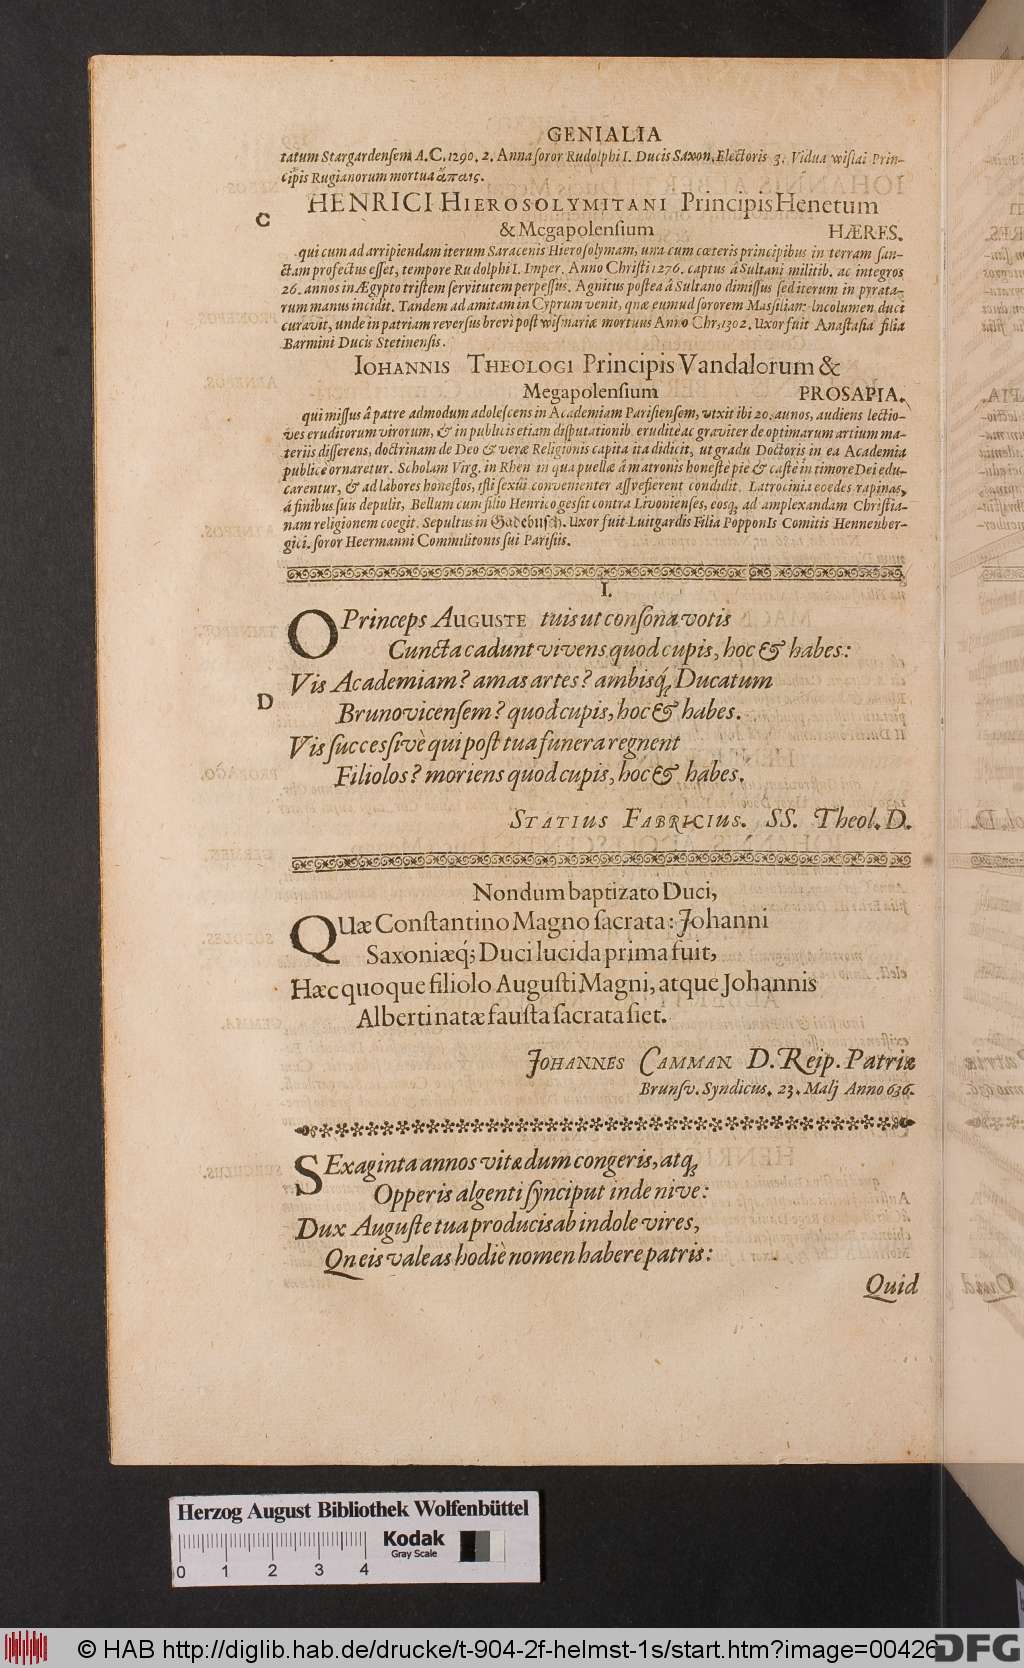 GENIALIA
tatum Stargardensem A.C. 1290. 2. Anna soror Rudolphi I. Ducis Saxon, Electoris 3. Vidua wislai Prin-
cipis Rugianorum mortua ἄπαις.
C
HENRICI HIEROSOLYMITANI Principis Henetum
& Megapolensium HÆRES.
qui cum ad arripiendam iterum Saracenis Hierosolymam, una cum cœteris principibus in terram san-
ctam profectus esset, tempore Rudolphi I. Imper. Anno Christi 1276. captus á Sultani militib. ac integros
26. annos in Ægypto tristem servitutem perpessus. Agnitus postea á Sultano dimissus sed iterum in pyrata-
rum manus incidit. Tandem ad amitam in Cyprum venit, quæ eum ud sororem Massiliam Incolumen duci
curavit, unde in patriam reversus brevi post wisnariæ mortuus Anno Chr, 1302. Uxor fuit Anastasia filia
Barmini Ducis Stetinensis.
IOHANNIS THEOLOGI Principis Vandalorum &
Megapolensium PROSAPIA.
qui missus â patre admodum adolescens in Academiam Parisiensem, vixit ibi 20. aunos, audiens lectio-
ves eruditorum virorum, & in publicis etiam disputationib. erudite ac graviter de optimarum artium ma-
teriis disserens, doctrinam de Deo & veræ Religionis capita ita didicit, ut gradu Doctoris in ea Academia
publicè ornaretur. Scholam Virg. in Rhen in qua puellæ á matronis honeste pie & caste in timore Dei edu-
carentur, & ad labores honestos, isti sexui convenienter assvefierent condidit. Latrocinia eoedes rapinas,
á finibus suis depulit, Bellum cum filio Henrico gessit contra Livonienses, eosq, ad amplexandam Christia-
nam religionem coegit. Sepultus in Gadebusch. Uxor fuit Luitgardis Filia PopponIs Comitis Hennenber-
gici. soror Heermanni Commilitonis sui Parisiis.
I.
O Princeps AUGUSTE tuis ut consona votis
Cuncta cadunt vivens quod cupis, hoc & habes:
D
Vis Academiam? amas artes? ambisq́; Ducatum
Brunovicensem? quod cupis, hoc & habes.
Vis successivè qui post tua funera regnent
Filiolos? moriens quod cupis, hoc & habes.
STATIUS FABRICIUS. SS. Theol. D.
Nondum baptizato Duci,
QUæ Constantino Magno sacrata: Johanni
Saxoniæq́; Duci lucida prima fuit,
Hæc quoque filiolo Augusti Magni, atque Johannis
Alberti natæ fausta sacrata fiet.
JOHANNES CAMMAN D. Reip. Patriæ
Brunsv. Syndicus. 23. Maij Anno 636.
SExaginta annos vitæ dum congeris, atq́;
Opperis algenti synciput inde nive:
Dux Auguste tua producis ab indole vires,
Qneis valeas hodiè nomen habere patris:
Quid
Herzog August Bibliothek Wolfenbüttel
Kodak
Gray Scale
0 1 2 3 4
© HAB http://diglib.hab.de/drucke/t-904-2f-helmst-1s/start.htm?image=00426
DFG